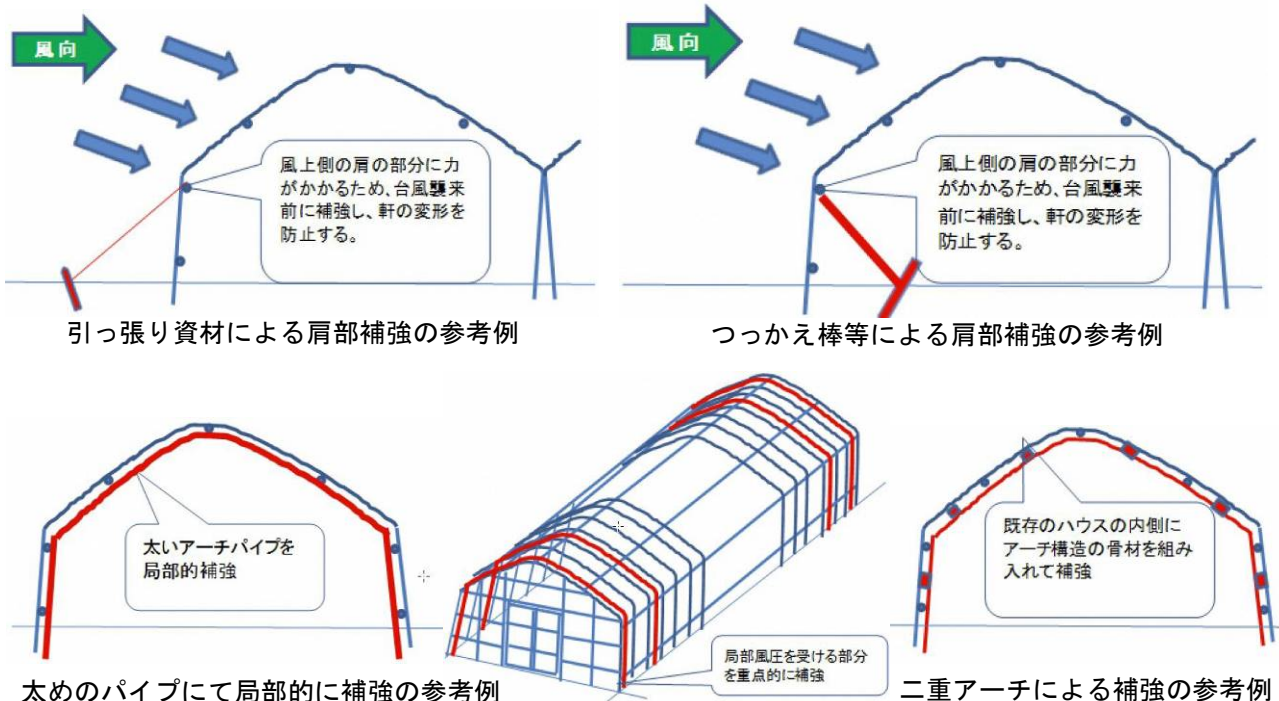 風向
風上側の肩の部分に力
がかかるため、台風襲来
前に補強し、軒の変形を
防止する。
引っ張り資材による肩部補強の参考例
風向
風上側の肩の部分に力
がかかるため、台風襲来
前に補強し、軒の変形を
防止する。
つっかえ棒等による肩部補強の参考例
太いアーチパイプを
局部的補強
太めのパイプにて局部的に補強の参考例
局部風圧を受ける部分
を重点的に補強
既存のハウスの内側に
アーチ構造の骨材を組み
入れて補強
二重アーチによる補強の参考例